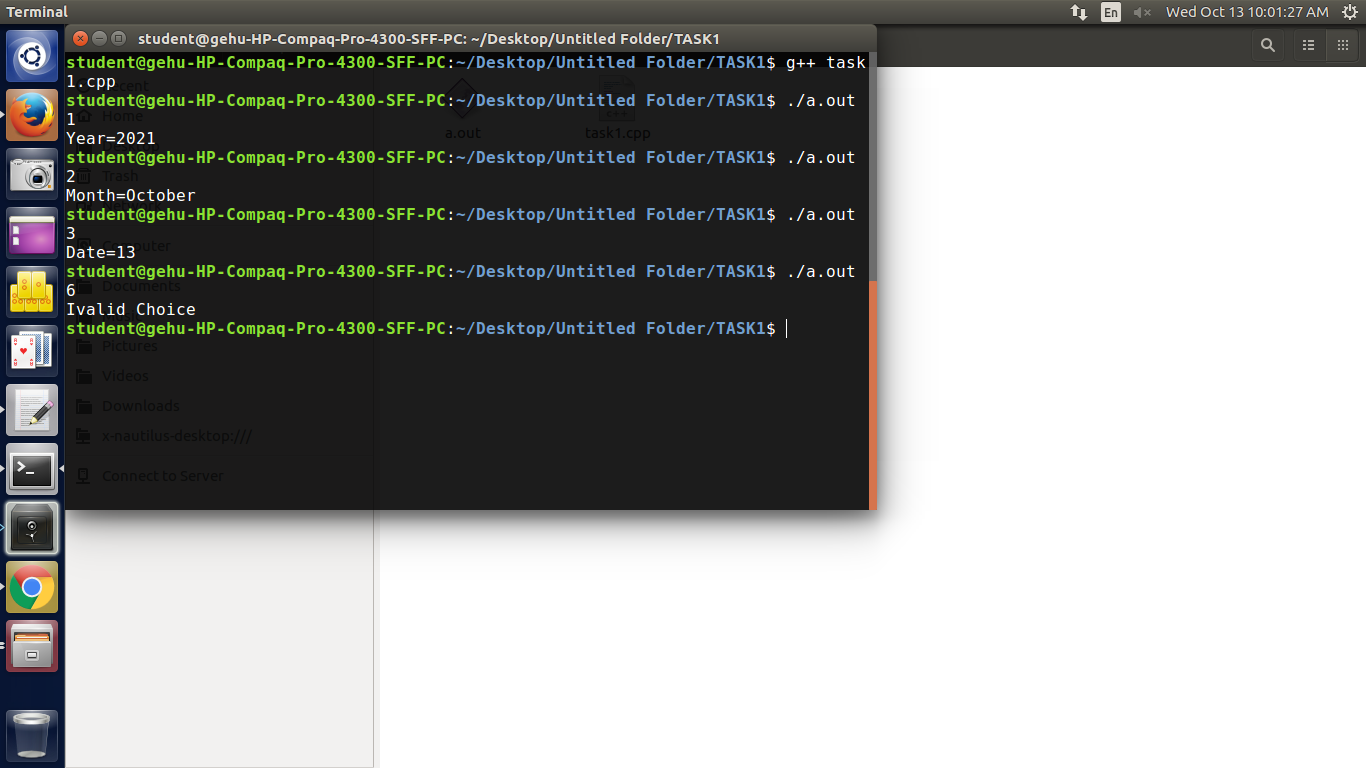 Terminal
En
Wed Oct 13 10:01:27 AM
student@gehu-HP-Compaq-Pro-4300-SFF-PC: ~/Desktop/Untitled Folder/TASK1
student@gehu-HP-Compaq-Pro-4300-SFF-PC:~/Desktop/Untitled Folder/TASK1$ g++ task
1.cpp
student@gehu-HP-Compaq-Pro-4300-SFF-PC:~/Desktop/Untitled Folder/TASK1$ ./a.out
1
Year=2021
student@gehu-HP-Compaq-Pro-4300-SFF-PC:~/Desktop/Untitled Folder/TASK1$ ./a.out
2
Month=October
student@gehu-HP-Compaq-Pro-4300-SFF-PC:~/Desktop/Untitled Folder/TASK1$ ./a.out
3
Date=13
student@gehu-HP-Compaq-Pro-4300-SFF-PC:~/Desktop/Untitled Folder/TASK1$ ./a.out
6
Ivalid Choice
student@gehu-HP-Compaq-Pro-4300-SFF-PC:~/Desktop/Untitled Folder/TASK1$
Recent
Home
Trash
Computer
Documents
Pictures
Videos
Downloads
x-nautilus-desktop:///
Connect to Server
a.out
task1.cpp